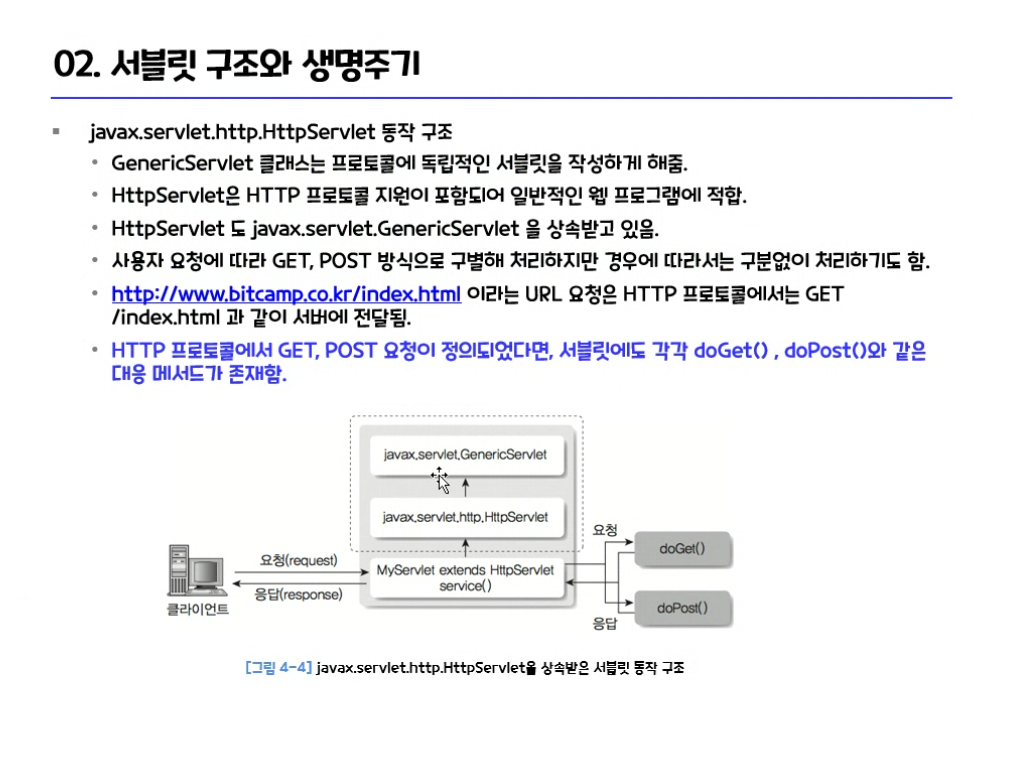 02. 서블릿 구조와 생명주기
javax.servlet.http.HttpServlet 동작 구조
GenericServlet 클래스는 프로토콜에 독립적인 서블릿을 작성하게 해줌.
HttpServlet은 HTTP 프로토콜 지원이 포함되어 일반적인 웹 프로그램에 적합.
HttpServlet 도 javax.servlet.GenericServlet 을 상속받고 있음.
사용자 요청에 따라 GET, POST 방식으로 구별해 처리하지만 경우에 따라서는 구분없이 처리하기도 함.
http://www.bitcamp.co.kr/index.html 이라는 URL 요청은 HTTP 프로토콜에서는 GET
/index.html 과 같이 서버에 전달됨.
HTTP 프로토콜에서 GET, POST 요청이 정의되었다면, 서블릿에도 각각 doGet() , doPost()와 같은
대응 메서드가 존재함.
javax.servlet.GenericServlet
javax.servlet.http.HttpServlet
요청
doGet()
요청(request)
MyServlet extends HttpServlet
service()
응답(response)
클라이언트
doPost()
응답
[그림 4-4] javax.servlet.http.HttpServlet을 상속받은 서블릿 동작 구조